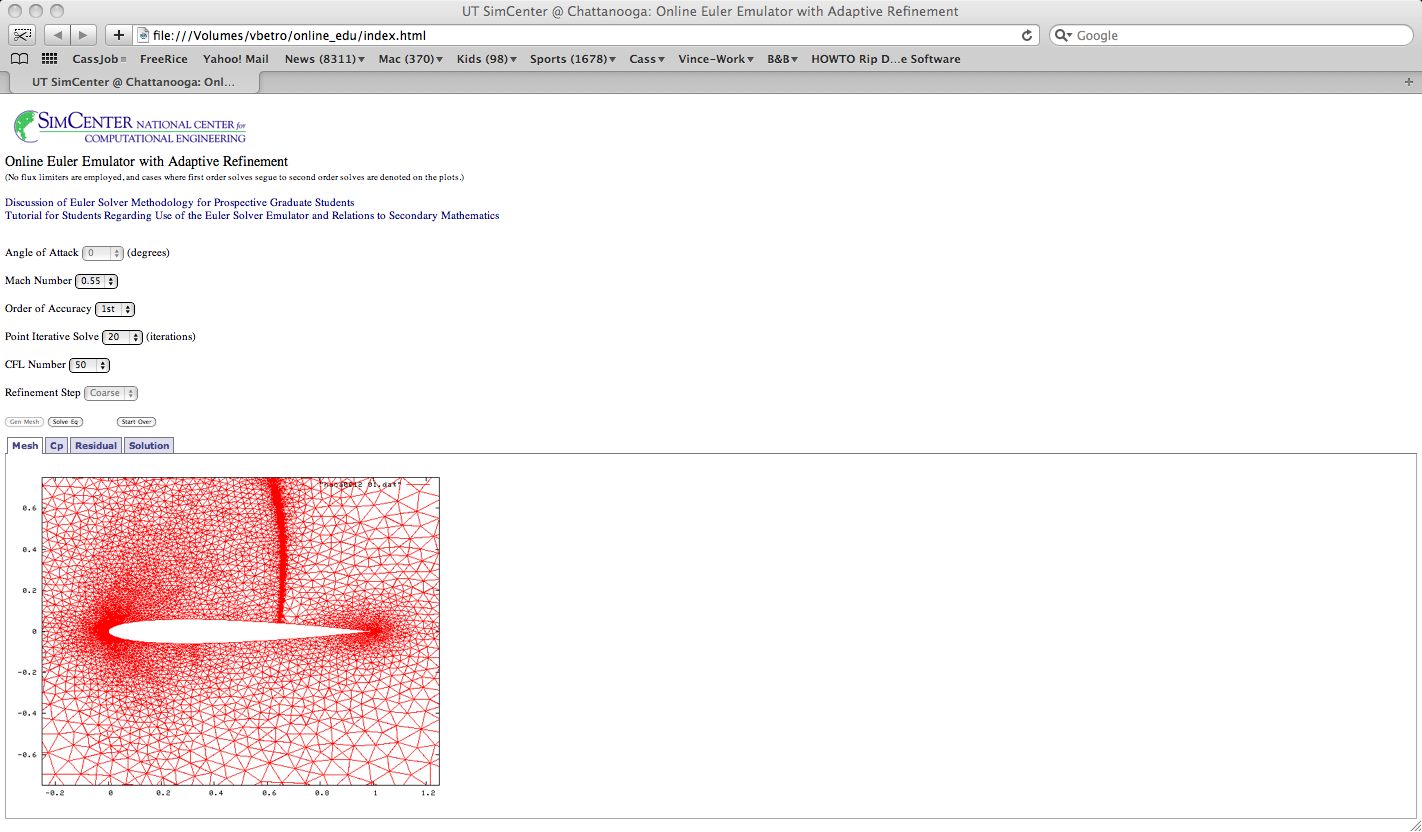 UT SimCenter @ Chattanooga: Online Euler Emulator with Adaptive Refinement
file:///Volumes/vbetro/online_edu/index.html
Google
CassJob FreeRice Yahoo! Mail News (8311) Mac (370) Kids (98) Sports (1678) Cass Vince-Work B&B HOWTO Rip D...e Software
UT SimCenter @ Chattanooga: Onl...
SIMCENTER NATIONAL CENTER for
COMPUTATIONAL ENGINEERING
Online Euler Emulator with Adaptive Refinement
(No flux limiters are employed, and cases where first order solves segue to second order solves are denoted on the plots.)
Discussion of Euler Solver Methodology for Prospective Graduate Students
Tutorial for Students Regarding Use of the Euler Solver Emulator and Relations to Secondary Mathematics
Angle of Attack 0 (degrees)
Mach Number 0.55
Order of Accuracy 1st
Point Iterative Solve 20 (iterations)
CFL Number 50
Refinement Step Coarse
Gen Mesh Solve Eq Start Over
Mesh Cp Residual Solution
0.6
0.4
0.2
0
-0.2
-0.4
-0.6
-0.2 0 0.2 0.4 0.6 0.8 1 1.2